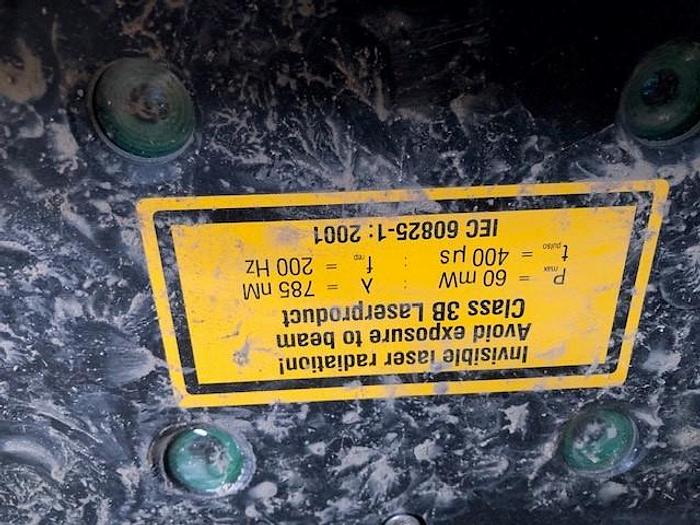 Invisible laser radiation!
Avoid exposure to beam
Class 3B Laserproduct
Pmax = 60 mW ; λ = 785 nM
tpulso = 400 µs frep = 200 Hz
IEC 60825-1: 2001